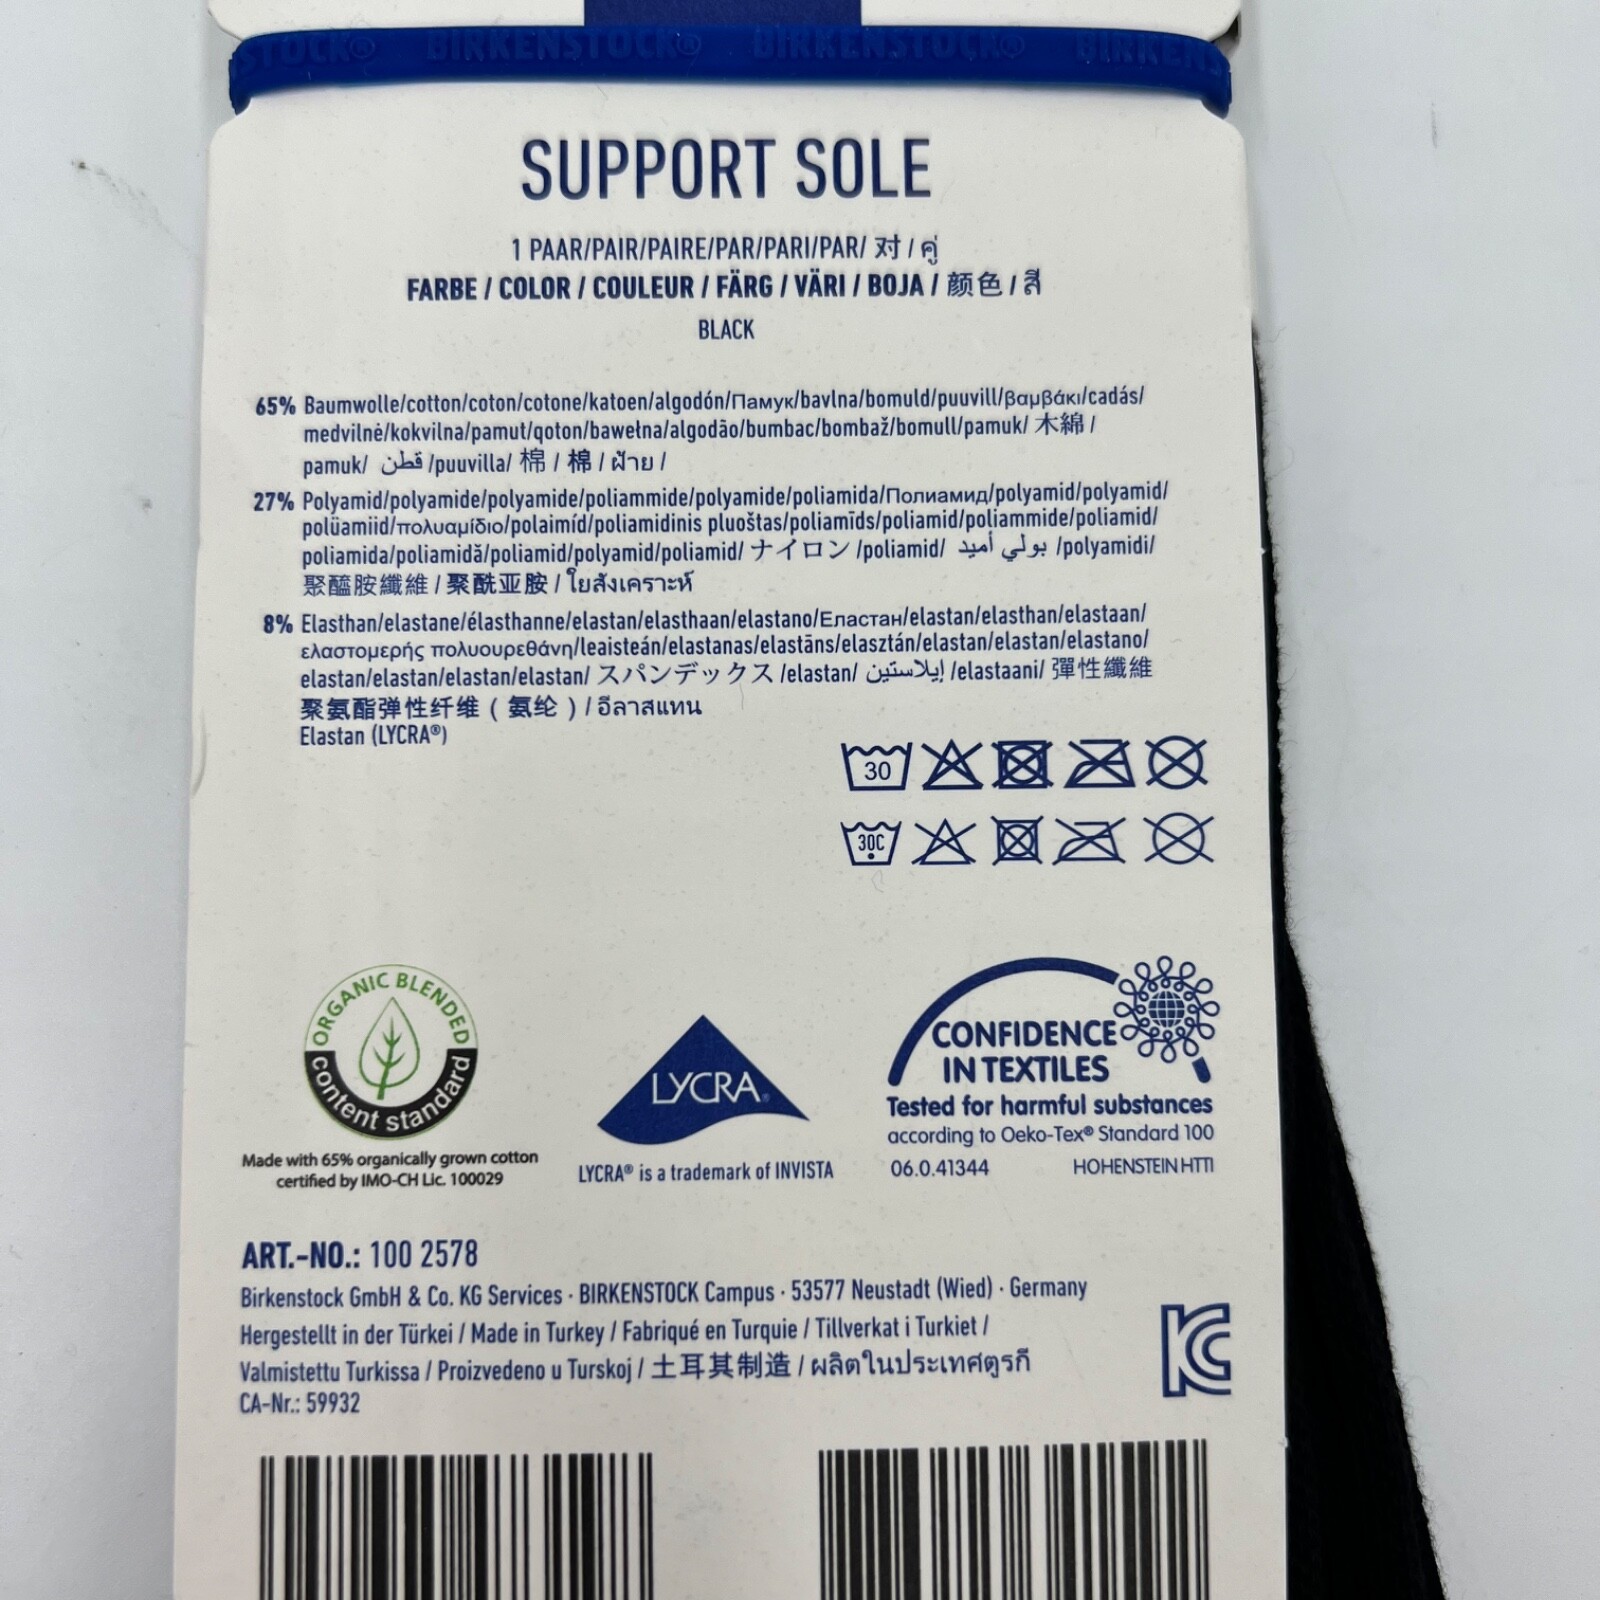 STOCK® BIRKENSTOCK® BIRKENSTOCK® BIRKENS
SUPPORT SOLE
1 PAAR/PAIR/PAIRE/PAR/PARI/PAR/ 对 / คู่
FARBE / COLOR / COULEUR / FÄRG / VÄRI / BOJA / 颜色 / สี
BLACK
65% Baumwolle/cotton/coton/cotone/katoen/algodón/Памук/bavlna/bomuld/puuvill/βαμβάκι/cadás/
medvilnė/kokvilna/pamut/qoton/bawełna/algodão/bumbac/bombaž/bomull/pamuk/ 木綿 /
pamuk/ قطن /puuvilla/ 棉 / 棉 / ฝ้าย /
27% Polyamid/polyamide/polyamide/poliammide/polyamide/poliamida/Полиамид/polyamid/polyamid/
polüamiid/πολυαμίδιο/polaimíd/poliamidinis pluoštas/poliamīds/poliamid/poliammide/poliamid/
poliamida/poliamidă/poliamid/polyamid/poliamid/ ナイロン /poliamid/ بولي أميد /polyamidi/
聚醯胺纖維 / 聚酰亚胺 / ใยสังเคราะห์
8% Elasthan/elastane/élasthanne/elastan/elasthaan/elastano/Еластан/elastan/elasthan/elastaan/
ελαστομερής πολυουρεθάνη/leaisteán/elastanas/elastāns/elasztán/elastan/elastan/elastano/
elastan/elastan/elastan/elastan/ スパンデックス /elastan/ إيلاستين /elastaani/ 彈性纖維
聚氨酯弹性纤维 ( 氨纶 ) / อีลาสแทน
Elastan (LYCRA®)
30
30C
ORGANIC BLENDED
content standard
Made with 65% organically grown cotton
certified by IMO-CH Lic. 100029
LYCRA®
LYCRA® is a trademark of INVISTA
CONFIDENCE
IN TEXTILES
Tested for harmful substances
according to Oeko-Tex® Standard 100
06.0.41344 HOHENSTEIN HTTI
ART.-NO.: 100 2578
Birkenstock GmbH & Co. KG Services · BIRKENSTOCK Campus · 53577 Neustadt (Wied) · Germany
Hergestellt in der Türkei / Made in Turkey / Fabriqué en Turquie / Tillverkat i Turkiet /
Valmistettu Turkissa / Proizvedeno u Turskoj / 土耳其制造 / ผลิตในประเทศตุรกี
CA-Nr.: 59932
KC